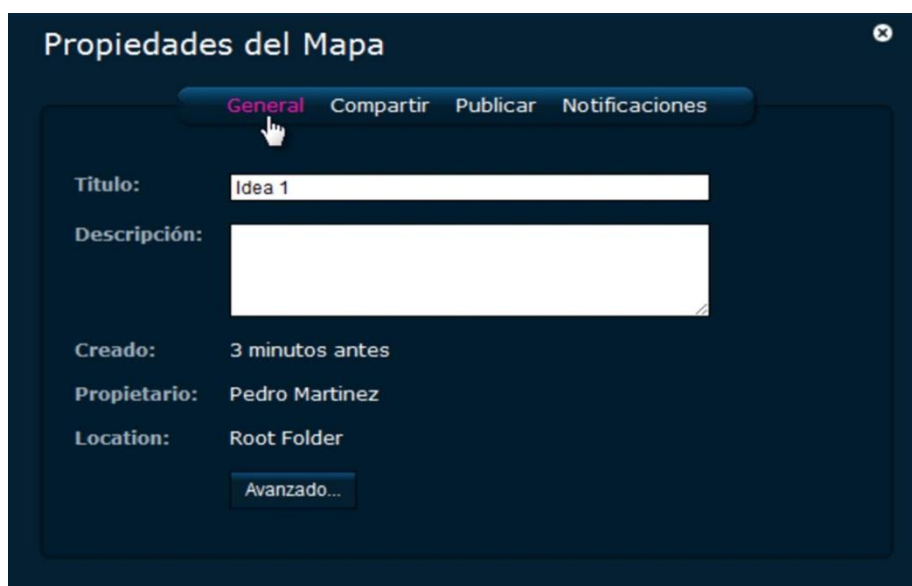 Propiedades del Mapa
General Compartir Publicar Notificaciones
Titulo: Idea 1
Descripción:
Creado: 3 minutos antes
Propietario: Pedro Martinez
Location: Root Folder
Avanzado...